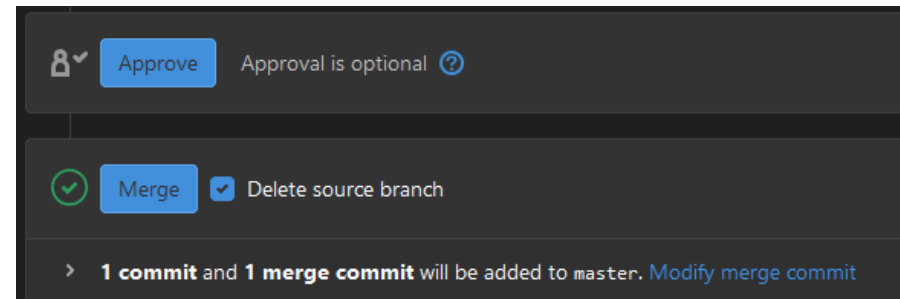 Approve Approval is optional ?
Merge Delete source branch
1 commit and 1 merge commit will be added to master. Modify merge commit